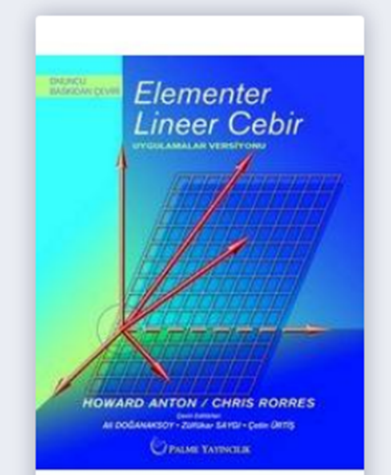 ONUNCU
BASKIDAN ÇEVİRİ
Elementer
Lineer Cebir
UYGULAMALAR VERSİYONU
HOWARD ANTON / CHRIS RORRES
Çeviri Editörleri
Ali DOĞANAKSOY • Zülfükar SAYGI • Çetin ÜRTİŞ
PALME YAYINCILIK